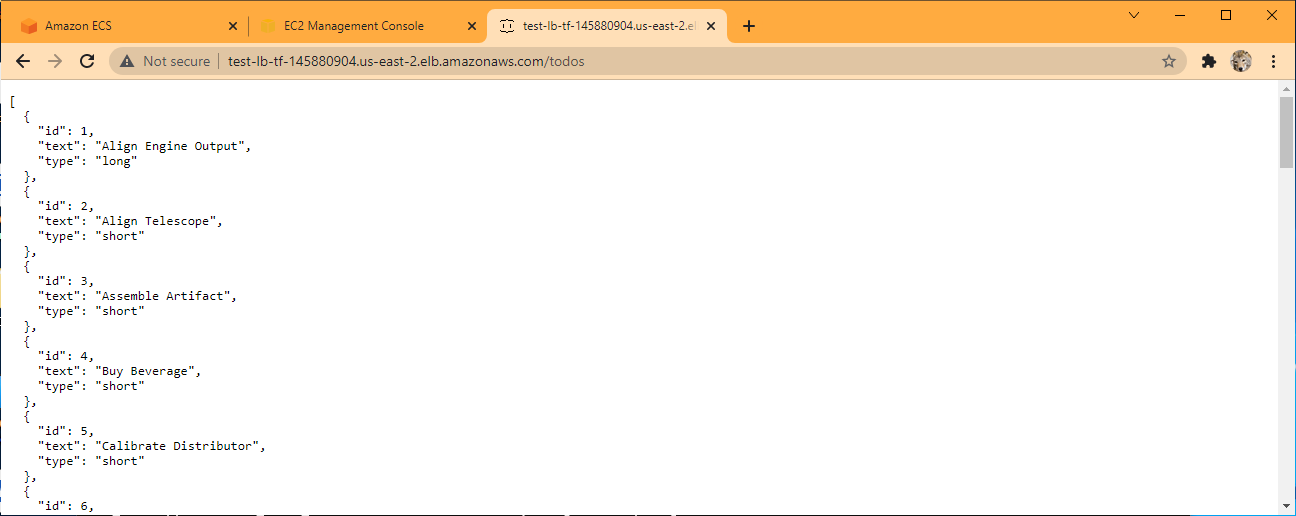 Amazon ECS
EC2 Management Console
test-lb-tf-145880904.us-east-2.el
Not secure
test-lb-tf-145880904.us-east-2.elb.amazonaws.com/todos
[
  {
    "id": 1,
    "text": "Align Engine Output",
    "type": "long"
  },
  {
    "id": 2,
    "text": "Align Telescope",
    "type": "short"
  },
  {
    "id": 3,
    "text": "Assemble Artifact",
    "type": "short"
  },
  {
    "id": 4,
    "text": "Buy Beverage",
    "type": "short"
  },
  {
    "id": 5,
    "text": "Calibrate Distributor",
    "type": "short"
  },
  {
    "id": 6,